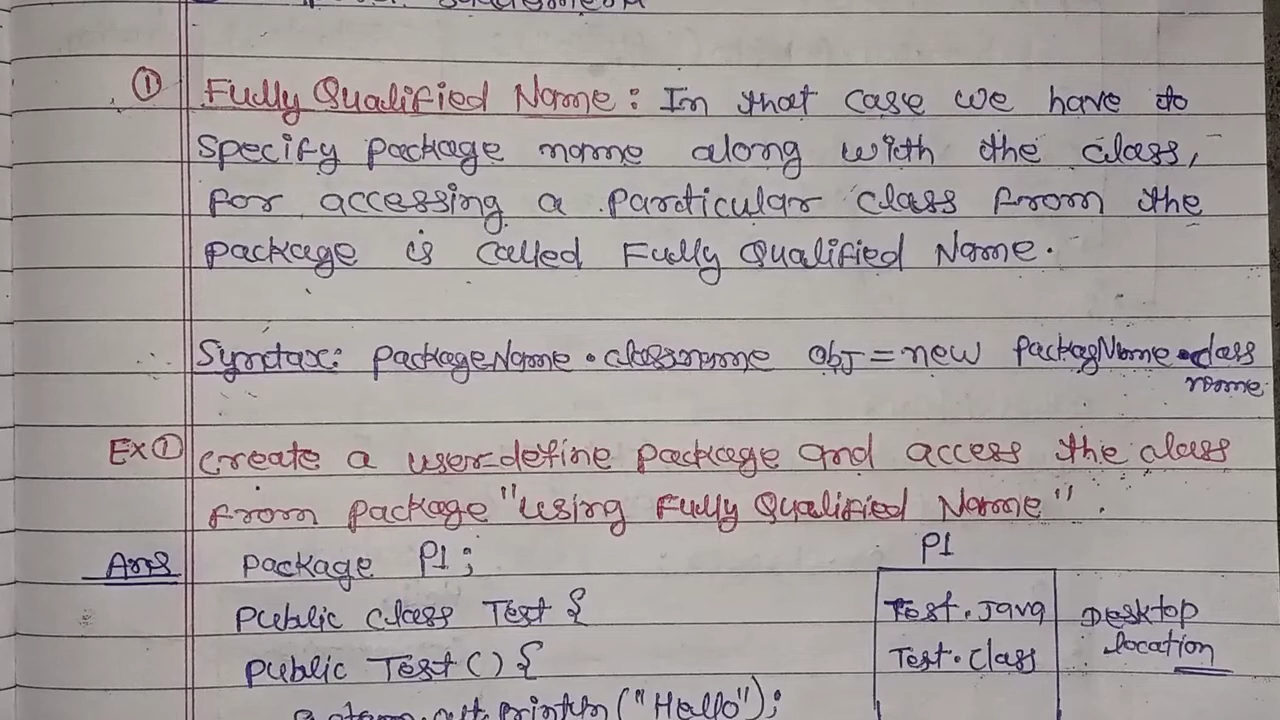 ① Fully Qualified Name: In that case we have to
specify package name along with the class,
for accessing a particular class from the
package is called Fully Qualified Name.
Syntax: packageName.classname obj = new packagName.class
name
Ex① create a user-define package and access the class
from package "using Fully Qualified Name".
Ans package P1;
P1
public class Test {
Test.java Desktop
location
public Test() {
Test.class
println("Hello");